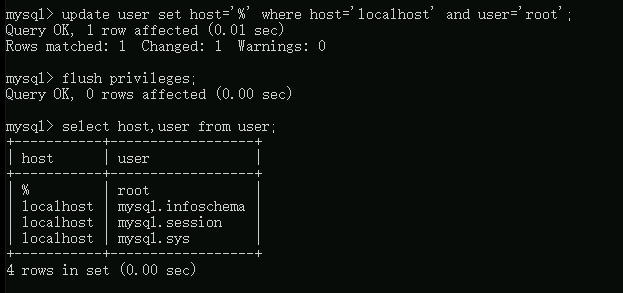 mysql> update user set host='%' where host='localhost' and user='root';
Query OK, 1 row affected (0.01 sec)
Rows matched: 1  Changed: 1  Warnings: 0
mysql> flush privileges;
Query OK, 0 rows affected (0.00 sec)
mysql> select host,user from user;
+-----------+------------------+
| host      | user             |
+-----------+------------------+
| %         | root             |
| localhost | mysql.infoschema |
| localhost | mysql.session    |
| localhost | mysql.sys        |
+-----------+------------------+
4 rows in set (0.00 sec)